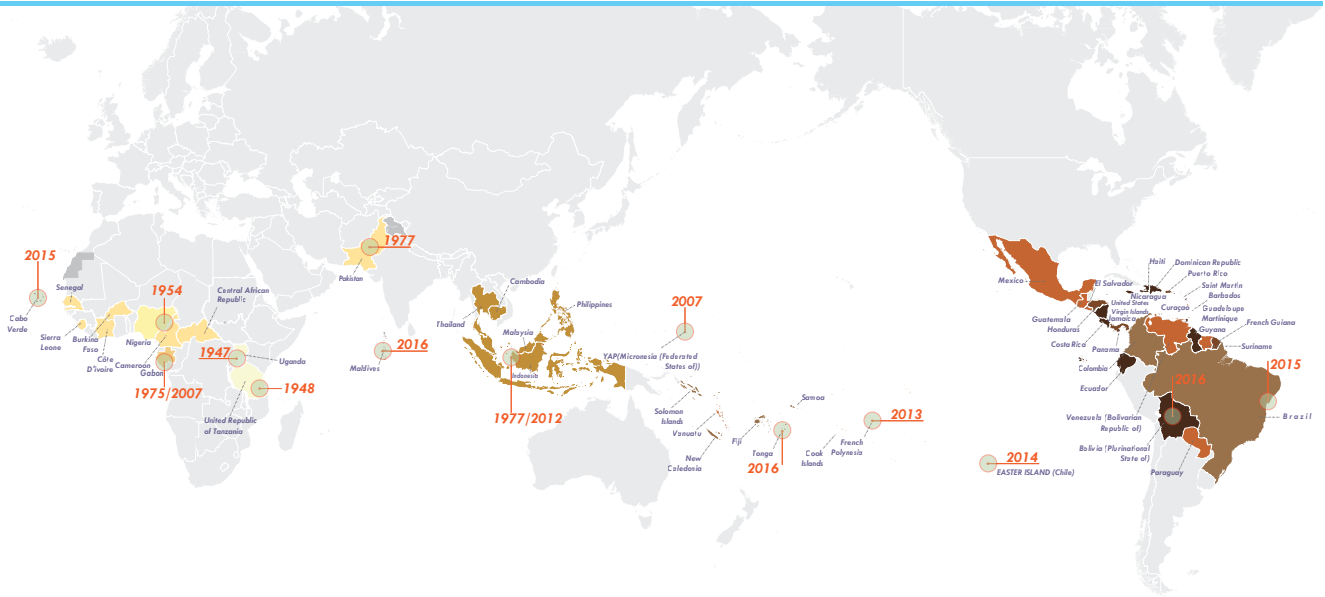 2015
Cabo
Verde
Senegal
Sierra
Leone
Burkina
Faso
Côte
D'Ivoire
1954
Nigeria
Cameroon
Gabon
1975/2007
Central African
Republic
1947
Uganda
1948
United Republic
of Tanzania
1977
Pakistan
2016
Maldives
Cambodia
Thailand
Philippines
Malaysia
Indonesia
1977/2012
2007
YAP(Micronesia (Federated
States of))
Solomon
Islands
Vanuatu
New
Caledonia
Fiji
Samoa
Tonga
2016
Cook
Islands
French
Polynesia
2013
2014
EASTER ISLAND (Chile)
Mexico
Guatemala
Honduras
El Salvador
Nicaragua
Costa Rica
Panama
Haiti
Dominican Republic
Puerto Rico
Saint Martin
Barbados
United States
Virgin Islands
Jamaica
Curaçao
Guadeloupe
Martinique
Guyana
French Guiana
Suriname
Colombia
Ecuador
Venezuela (Bolivarian
Republic of)
Bolivia (Plurinational
State of)
Paraguay
2016
2015
Brazil